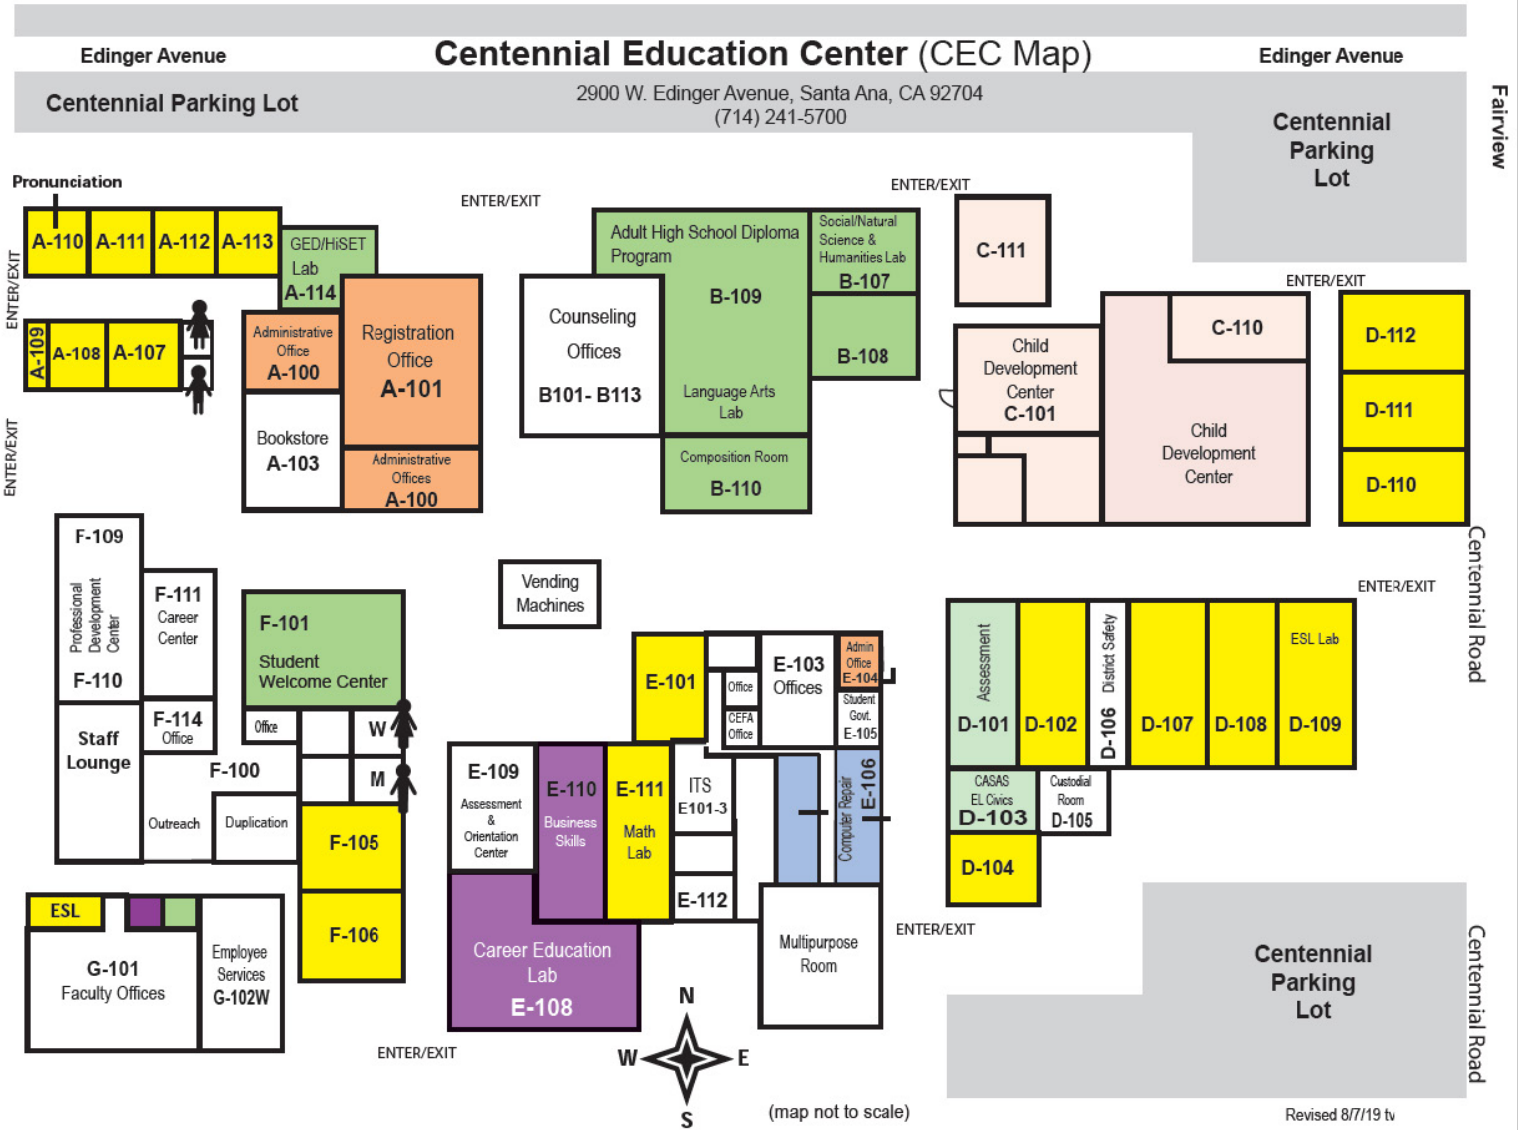 Edinger Avenue
Centennial Education Center (CEC Map)
Edinger Avenue
Centennial Parking Lot
2900 W. Edinger Avenue, Santa Ana, CA 92704
(714) 241-5700
Centennial
Parking
Lot
Fairview
Pronunciation
ENTER/EXIT
ENTER/EXIT
A-110
A-111
A-112
A-113
GED/HiSET
Lab
A-114
ENTER/EXIT
A-109
A-108
A-107
Administrative
Office
A-100
Registration
Office
A-101
ENTER/EXIT
Bookstore
A-103
Administrative
Offices
A-100
Adult High School Diploma
Program
B-109
Language Arts
Lab
Social/Natural
Science &
Humanities Lab
B-107
B-108
Counseling
Offices
B101- B113
Composition Room
B-110
C-111
ENTER/EXIT
C-110
Child
Development
Center
C-101
Child
Development
Center
D-112
D-111
D-110
Centennial Road
F-109
Professional
Development
Center
F-110
F-111
Career
Center
F-114
Office
Staff
Lounge
F-100
Outreach
Duplication
F-101
Student
Welcome Center
Office
W
M
F-105
F-106
Vending
Machines
E-101
Office
CEFA
Office
E-103
Offices
Admin
Office
E-104
Student
Govt.
E-105
E-109
Assessment
&
Orientation
Center
E-110
Business
Skills
E-111
Math
Lab
ITS
E101-3
E-112
Computer Repair
E-106
Career Education
Lab
E-108
Multipurpose
Room
ENTER/EXIT
Assessment
D-101
D-102
District Safety
D-106
D-107
D-108
ESL Lab
D-109
CASAS
EL Civics
D-103
Custodial
Room
D-105
D-104
ENTER/EXIT
ESL
G-101
Faculty Offices
Employee
Services
G-102W
ENTER/EXIT
N
W
E
S
(map not to scale)
Centennial
Parking
Lot
Centennial Road
Revised 8/7/19 tv